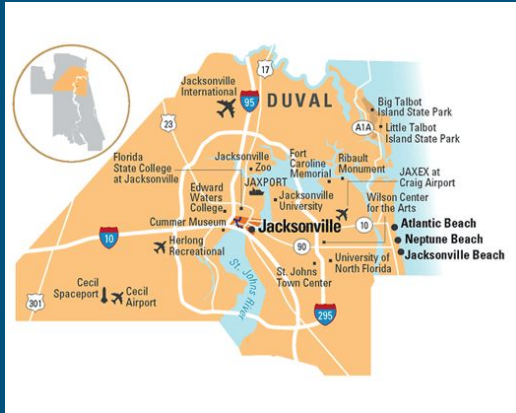 17
Jacksonville
International
95
DUVAL
Big Talbot
Island State Park
A1A
Little Talbot
Island State Park
23
Florida
State College
at Jacksonville
Jacksonville
Zoo
Fort
Caroline
Memorial
Ribault
Monument
JAXEX at
Craig Airport
JAXPORT
Edward
Waters
College
Jacksonville
University
Wilson Center
for the Arts
Cummer Museum
Jacksonville
10
Atlantic Beach
Neptune Beach
Jacksonville Beach
10
Herlong
Recreational
90
St. Johns River
St. Johns
Town Center
University of
North Florida
Cecil
Spaceport
Cecil
Airport
301
295